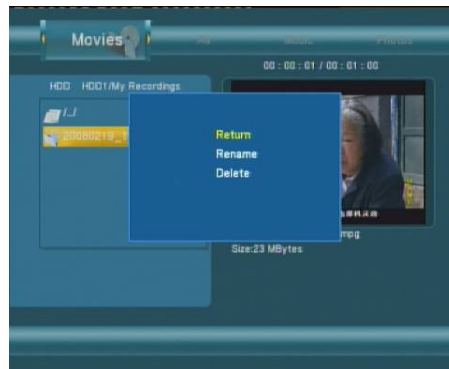 Movies
00 : 00 : 01 / 00 : 01 : 00
HDD HDD1/My Recordings
/../
20080219_1
Return
Rename
Delete
mpg
Size:23 MBytes